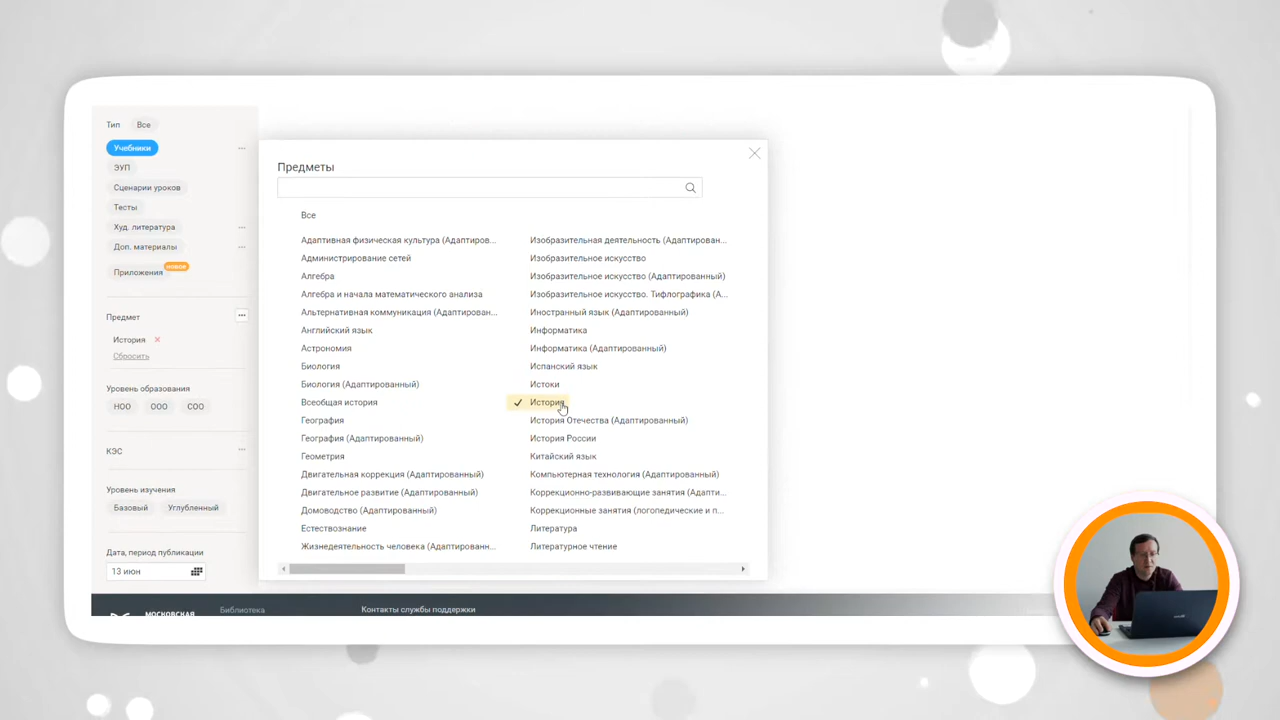 Тип Все
Учебники ...
ЭУП
Сценарии уроков
Тесты
Худ. литература ...
Доп. материалы ...
Приложения новое
Предмет ...
История ×
Сбросить
Уровень образования
НОО ООО СОО
КЭС ...
Уровень изучения
Базовый Углубленный
Дата, период публикации
13 июн
Предметы
Все
Адаптивная физическая культура (Адаптиров...
Администрирование сетей
Алгебра
Алгебра и начала математического анализа
Альтернативная коммуникация (Адаптирован...
Английский язык
Астрономия
Биология
Биология (Адаптированный)
Всеобщая история
География
География (Адаптированный)
Геометрия
Двигательная коррекция (Адаптированный)
Двигательное развитие (Адаптированный)
Домоводство (Адаптированный)
Естествознание
Жизнедеятельность человека (Адаптированн...
Изобразительная деятельность (Адаптирован...
Изобразительное искусство
Изобразительное искусство (Адаптированный)
Изобразительное искусство. Тифлографика (А...
Иностранный язык (Адаптированный)
Информатика
Информатика (Адаптированный)
Испанский язык
Истоки
История
История Отечества (Адаптированный)
История России
Китайский язык
Компьютерная технология (Адаптированный)
Коррекционно-развивающие занятия (Адапти...
Коррекционные занятия (логопедические и п...
Литература
Литературное чтение
МОСКОВСКАЯ
Библиотека
Контакты службы поддержки